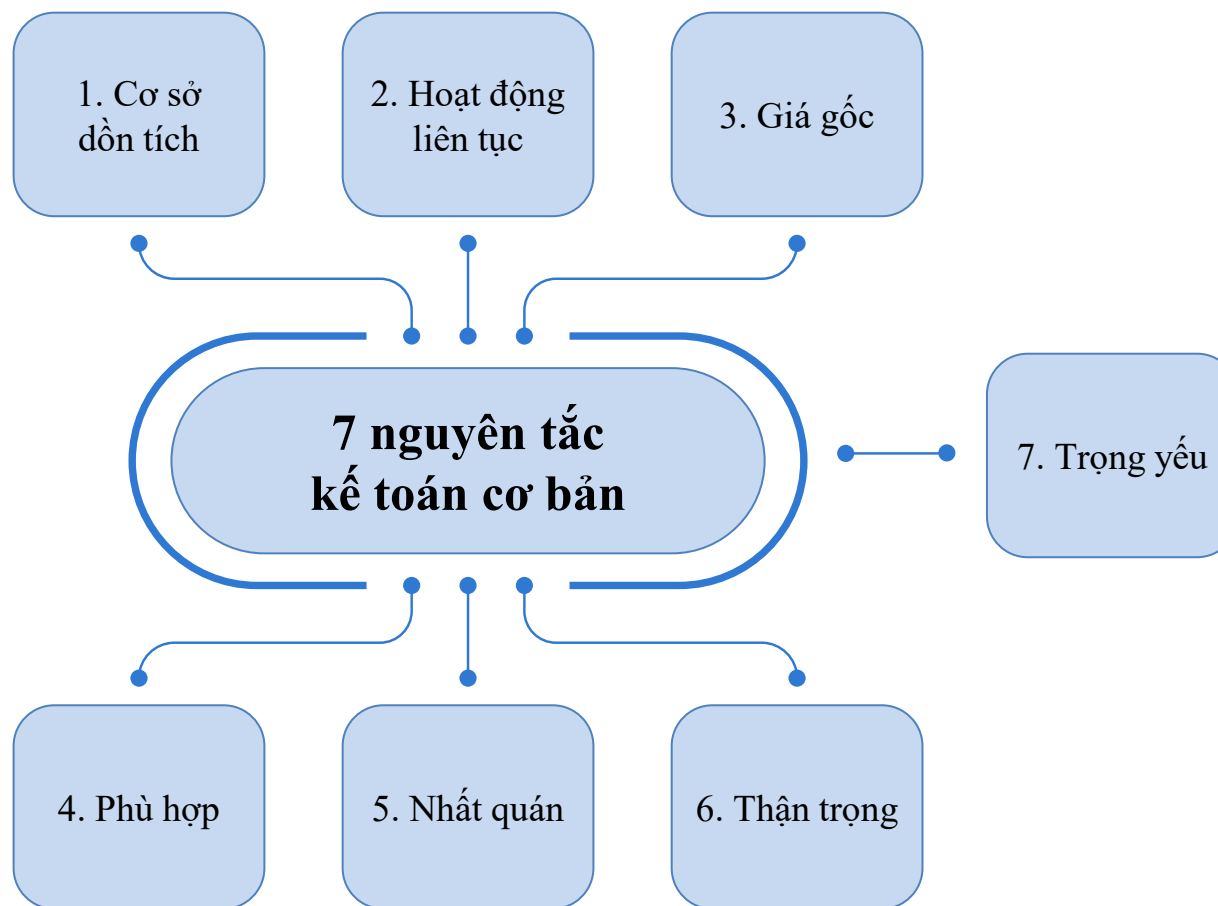 1. Cơ sở
dồn tích
2. Hoạt động
liên tục
3. Giá gốc
7 nguyên tắc
kế toán cơ bản
7. Trọng yếu
4. Phù hợp
5. Nhất quán
6. Thận trọng